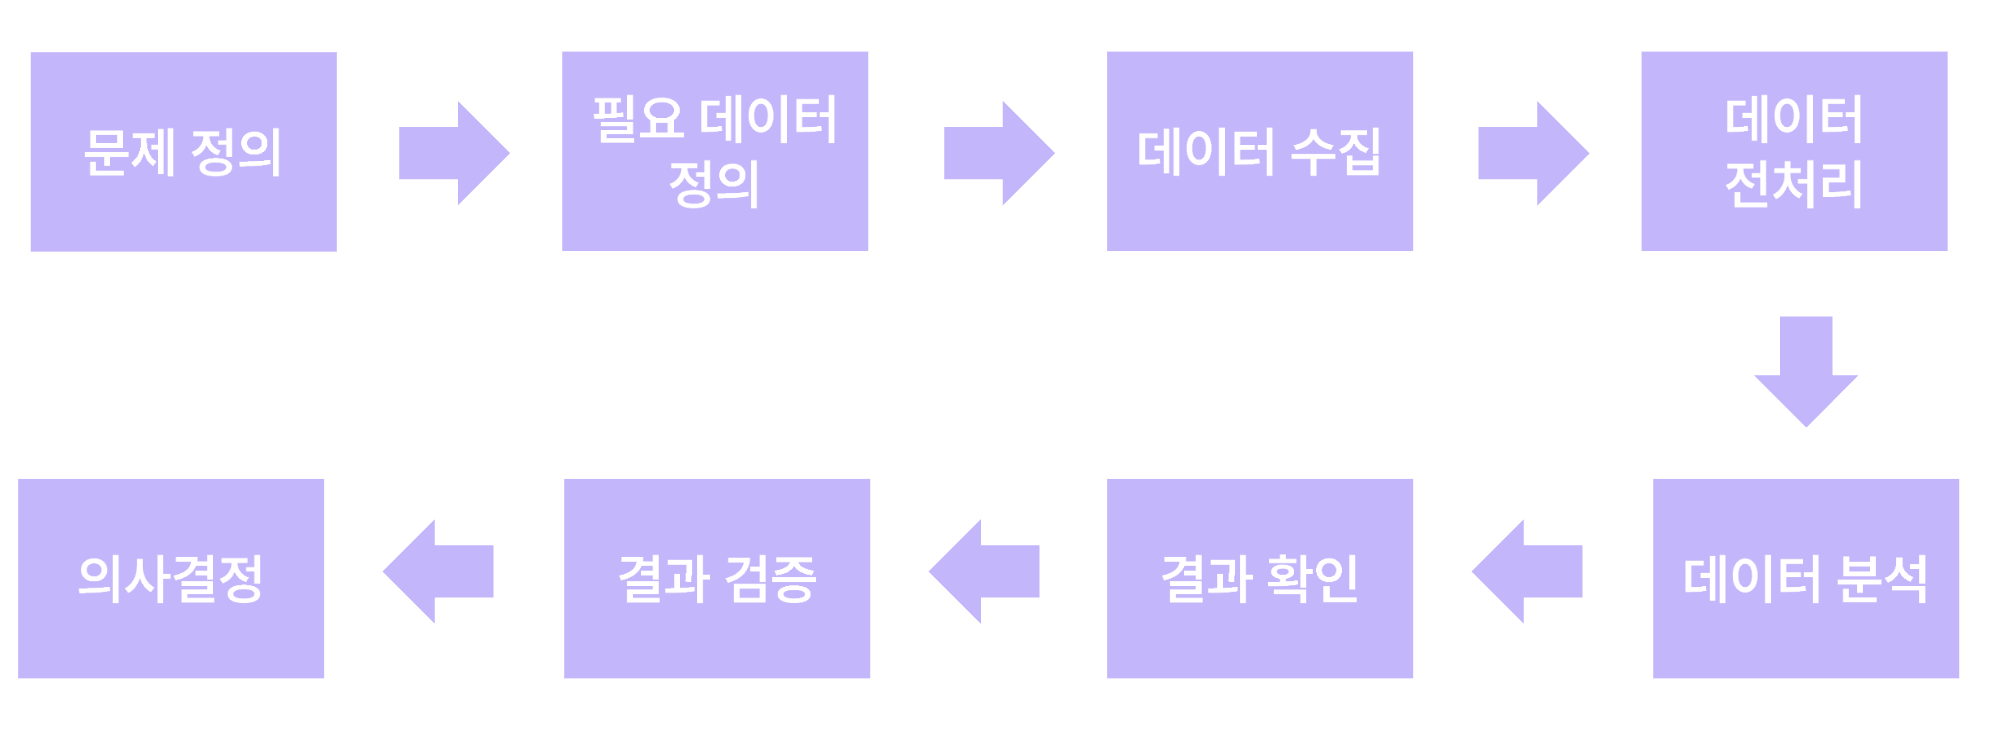 문제 정의
필요 데이터
정의
데이터 수집
데이터
전처리
데이터 분석
결과 확인
결과 검증
의사결정